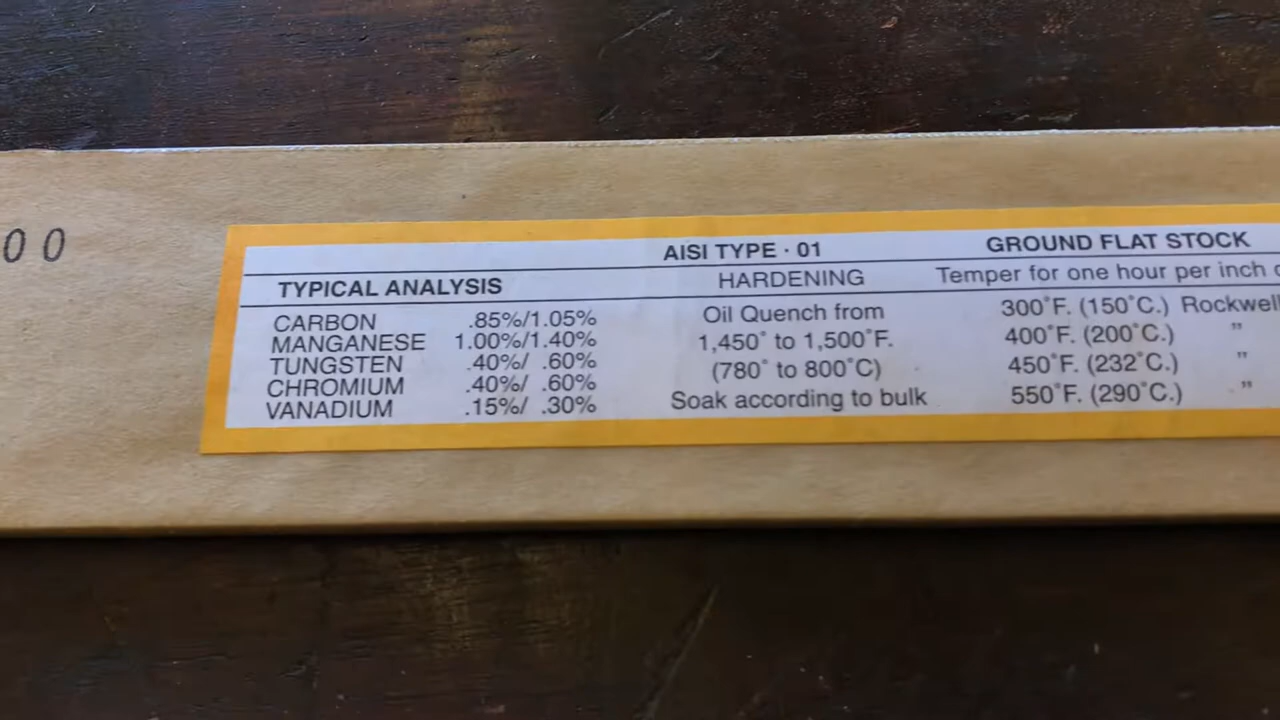 00
AISI TYPE · 01 GROUND FLAT STOCK
TYPICAL ANALYSIS HARDENING Temper for one hour per inch
CARBON .85%/1.05% Oil Quench from 300°F. (150°C.) Rockwell
MANGANESE 1.00%/1.40% 1,450° to 1,500°F. 400°F. (200°C.) "
TUNGSTEN .40%/ .60% (780° to 800°C) 450°F. (232°C.) "
CHROMIUM .40%/ .60% Soak according to bulk 550°F. (290°C.) "
VANADIUM .15%/ .30%